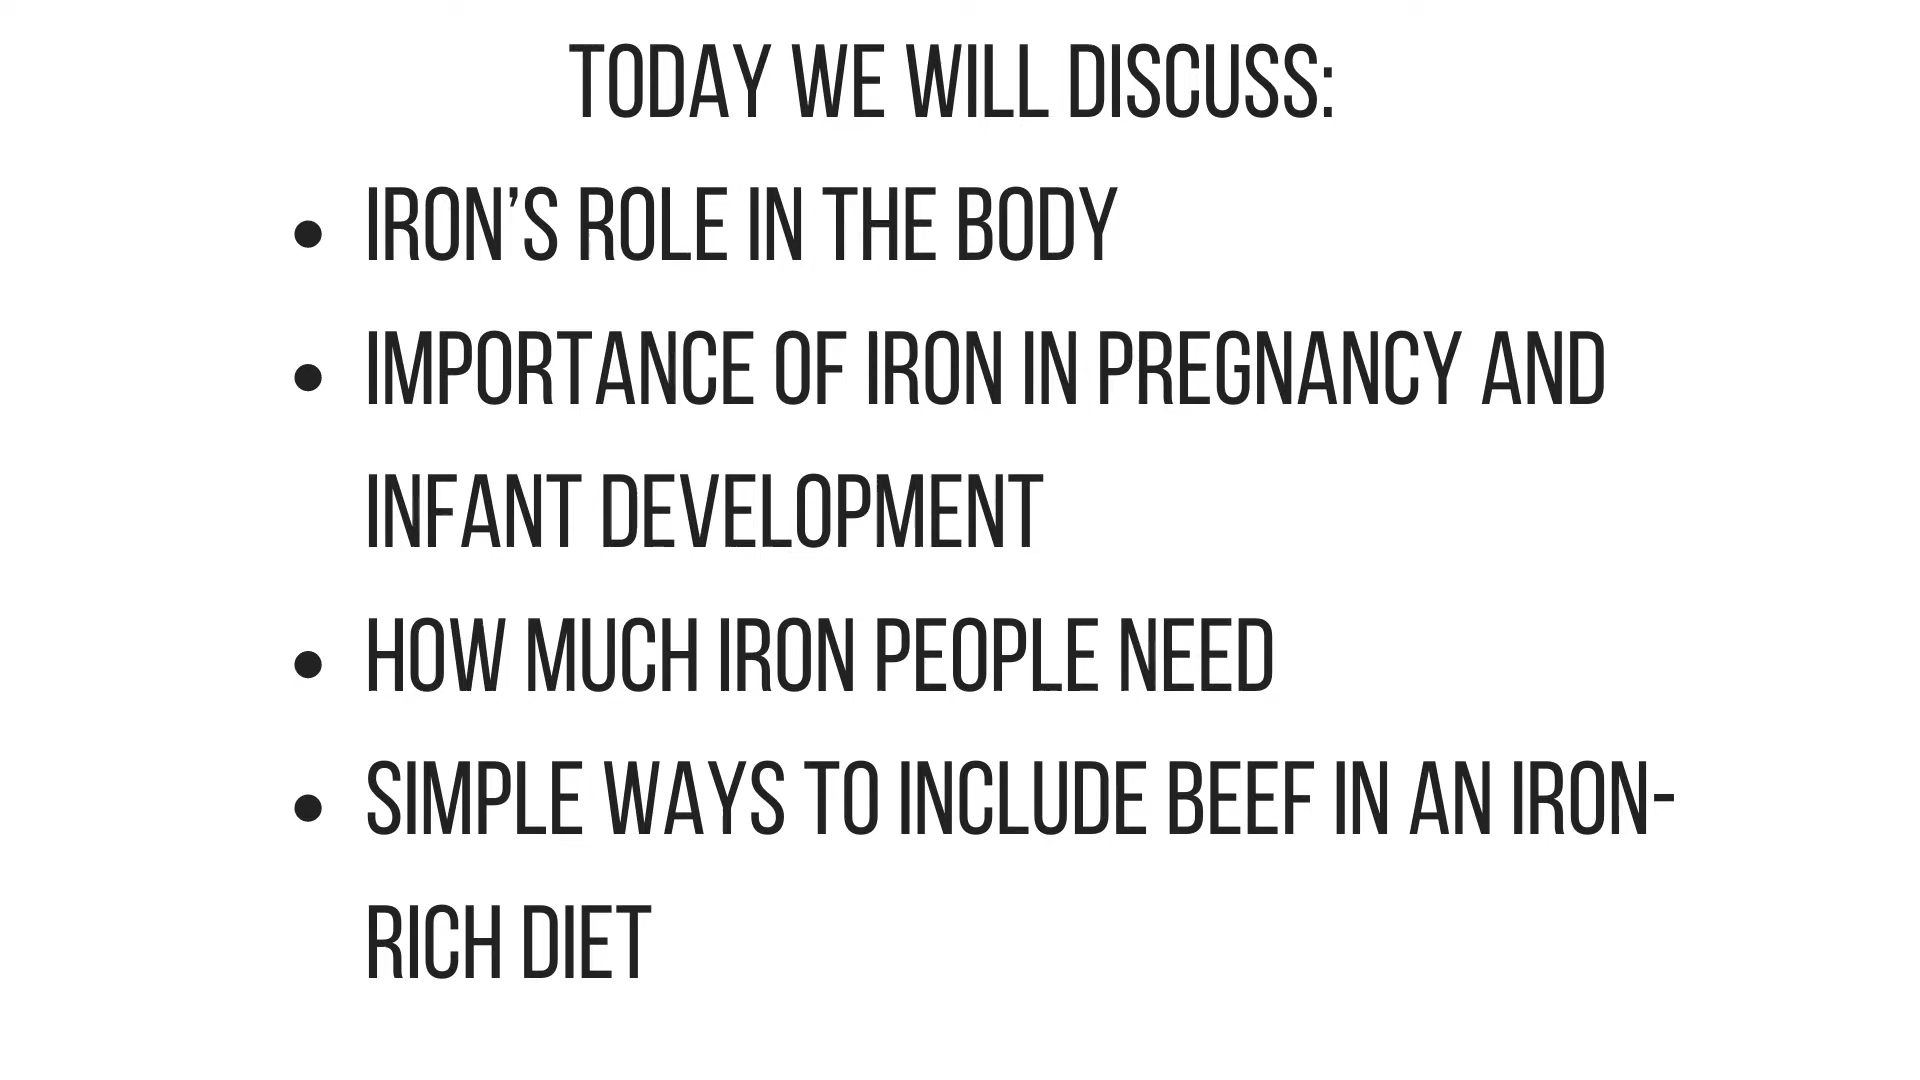 TODAY WE WILL DISCUSS:
• IRON’S ROLE IN THE BODY
• IMPORTANCE OF IRON IN PREGNANCY AND
INFANT DEVELOPMENT
• HOW MUCH IRON PEOPLE NEED
• SIMPLE WAYS TO INCLUDE BEEF IN AN IRON-
RICH DIET